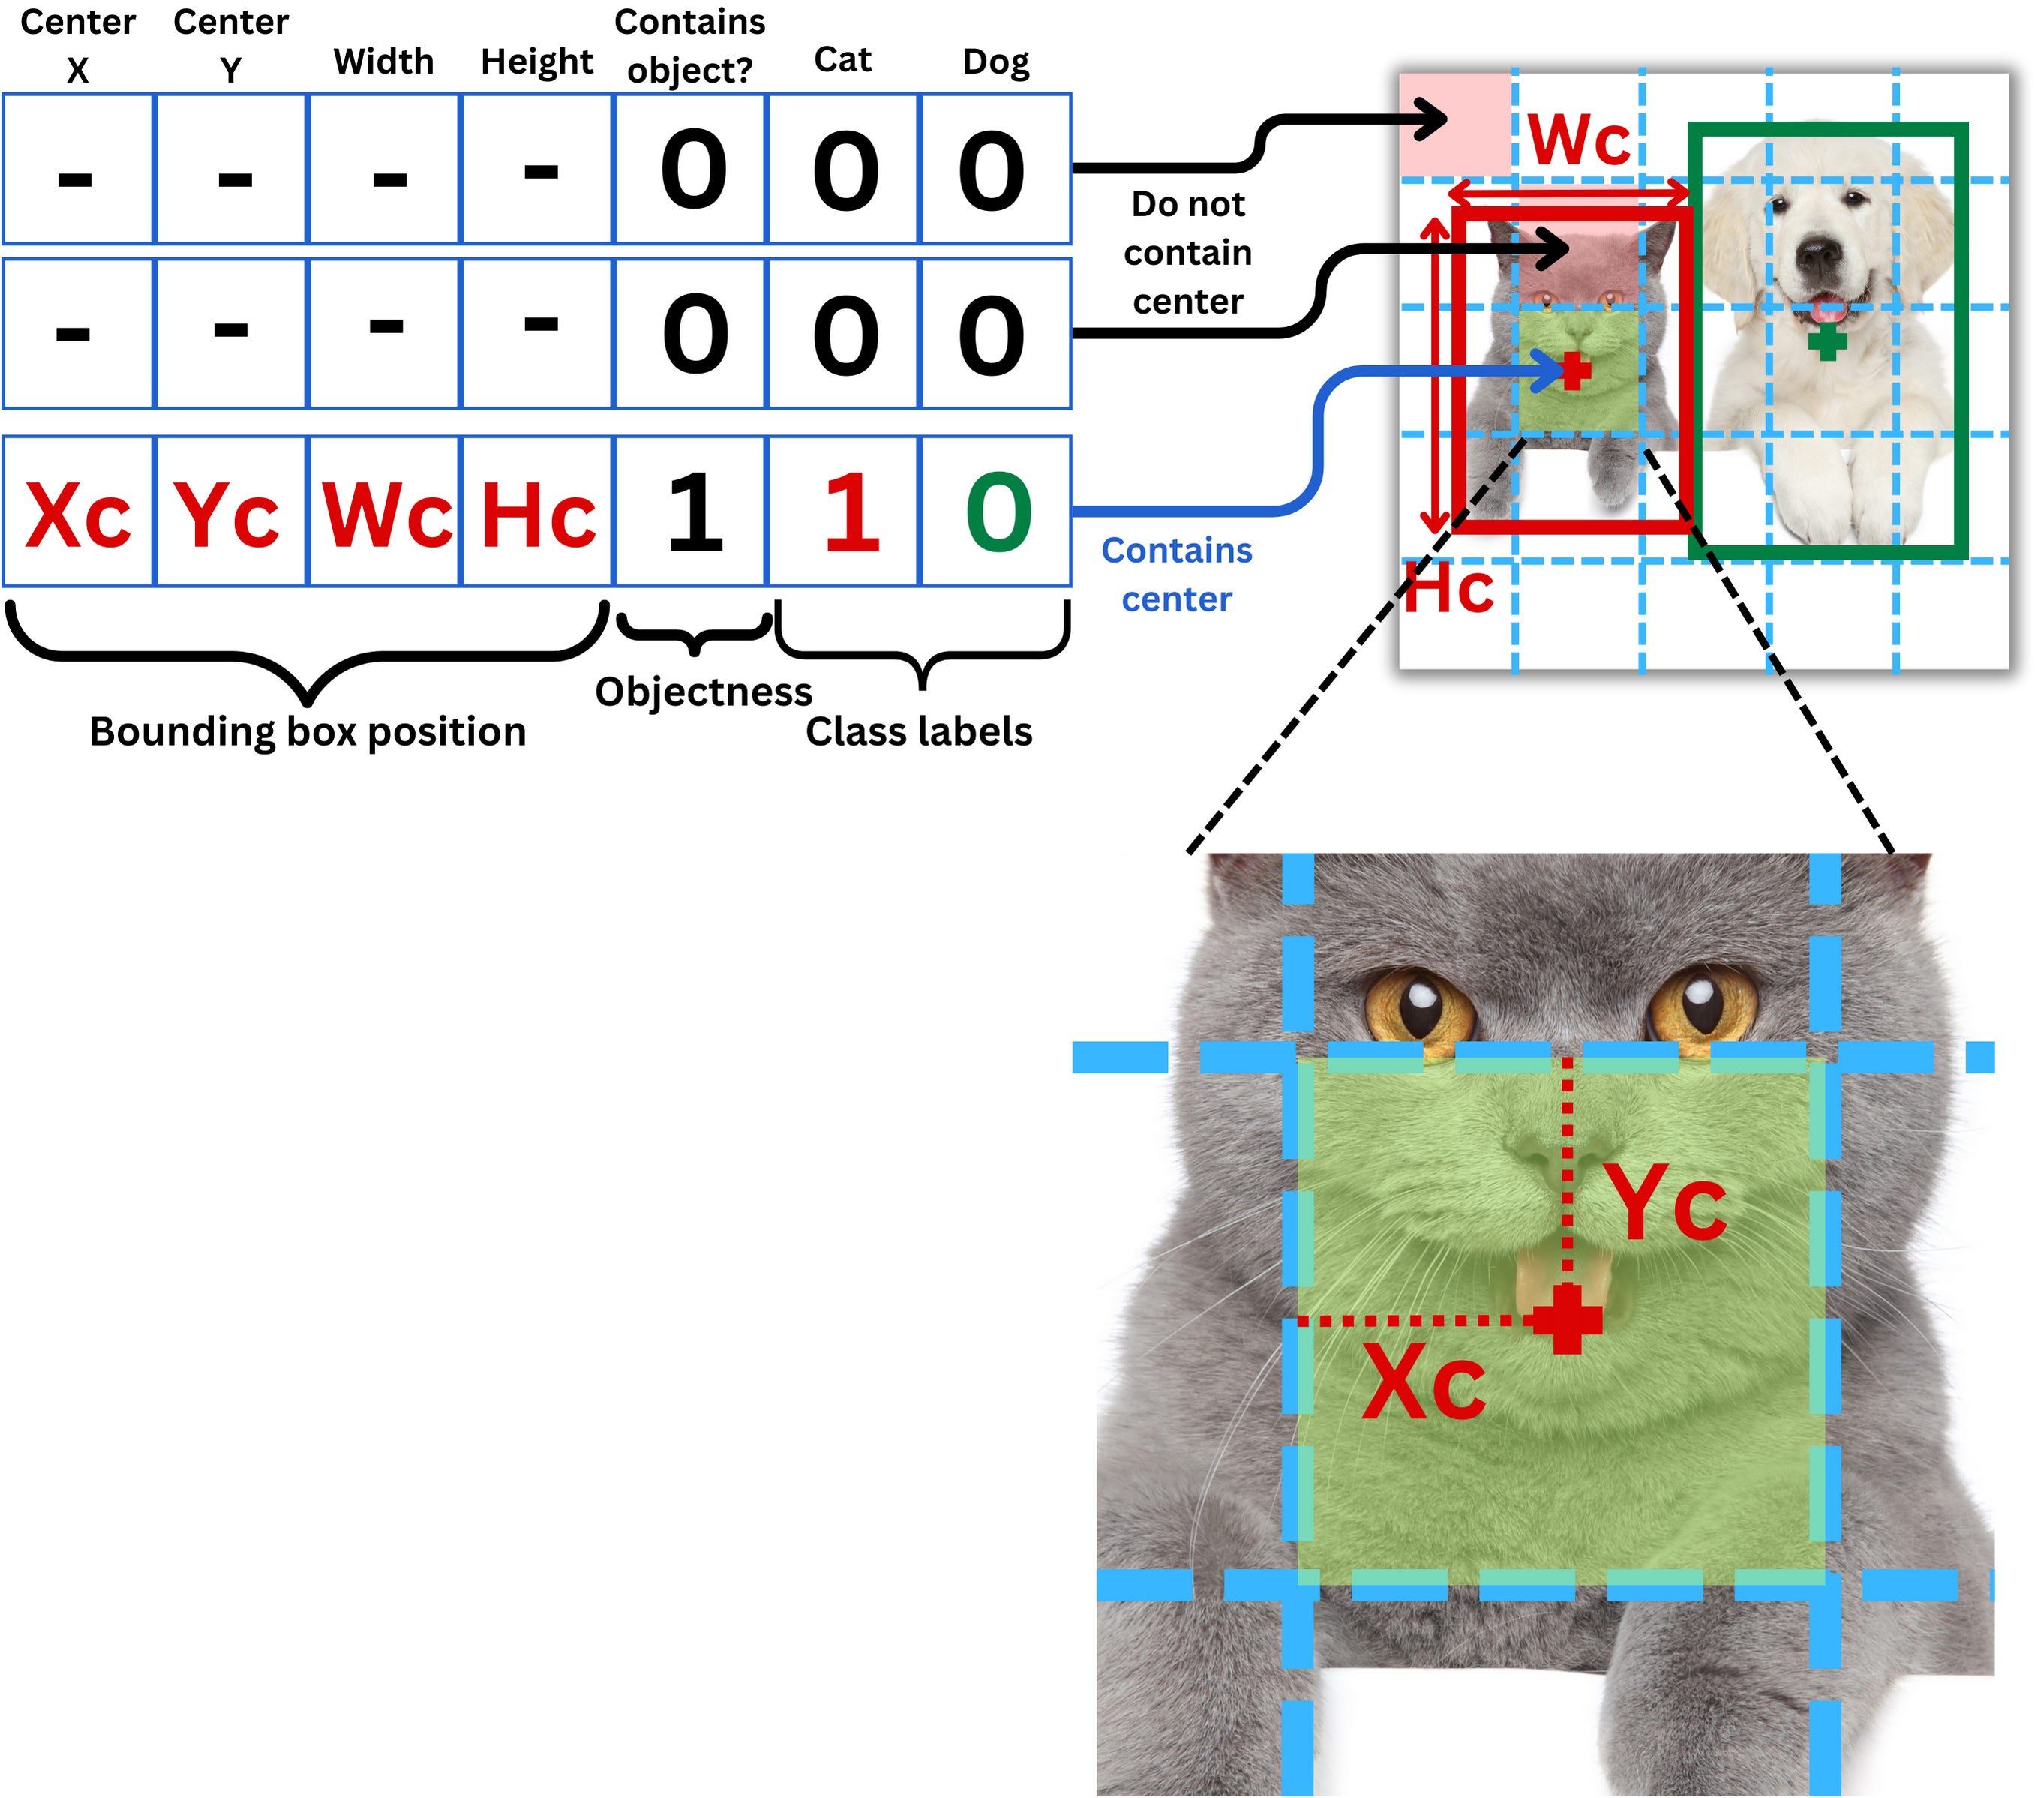 Center X
Center Y
Width
Height
Contains object?
Cat
Dog
- - - - 0 0 0
- - - - 0 0 0
Xc Yc Wc Hc 1 1 0
Bounding box position
Objectness
Class labels
Do not
contain
center
Contains
center
Wc
Hc
Yc
Xc